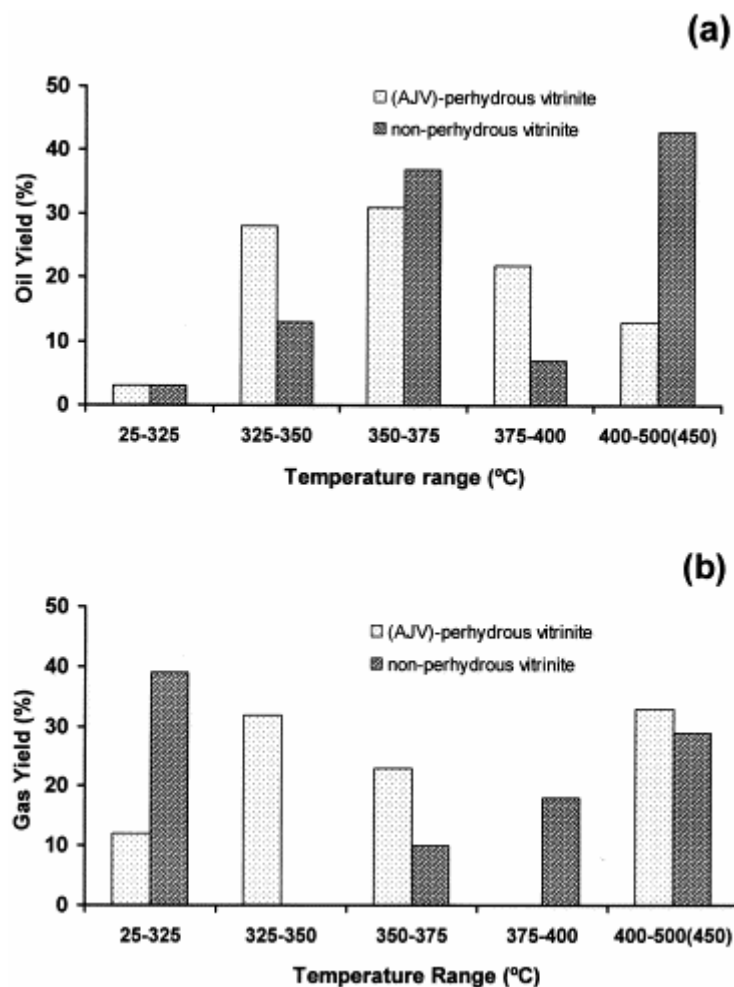 (a)
50
40
30
20
10
0
Oil Yield (%)
(AJV)-perhydrous vitrinite
non-perhydrous vitrinite
25-325 325-350 350-375 375-400 400-500(450)
Temperature range (ºC)
(b)
50
40
30
20
10
0
Gas Yield (%)
(AJV)-perhydrous vitrinite
non-perhydrous vitrinite
25-325 325-350 350-375 375-400 400-500(450)
Temperature Range (ºC)